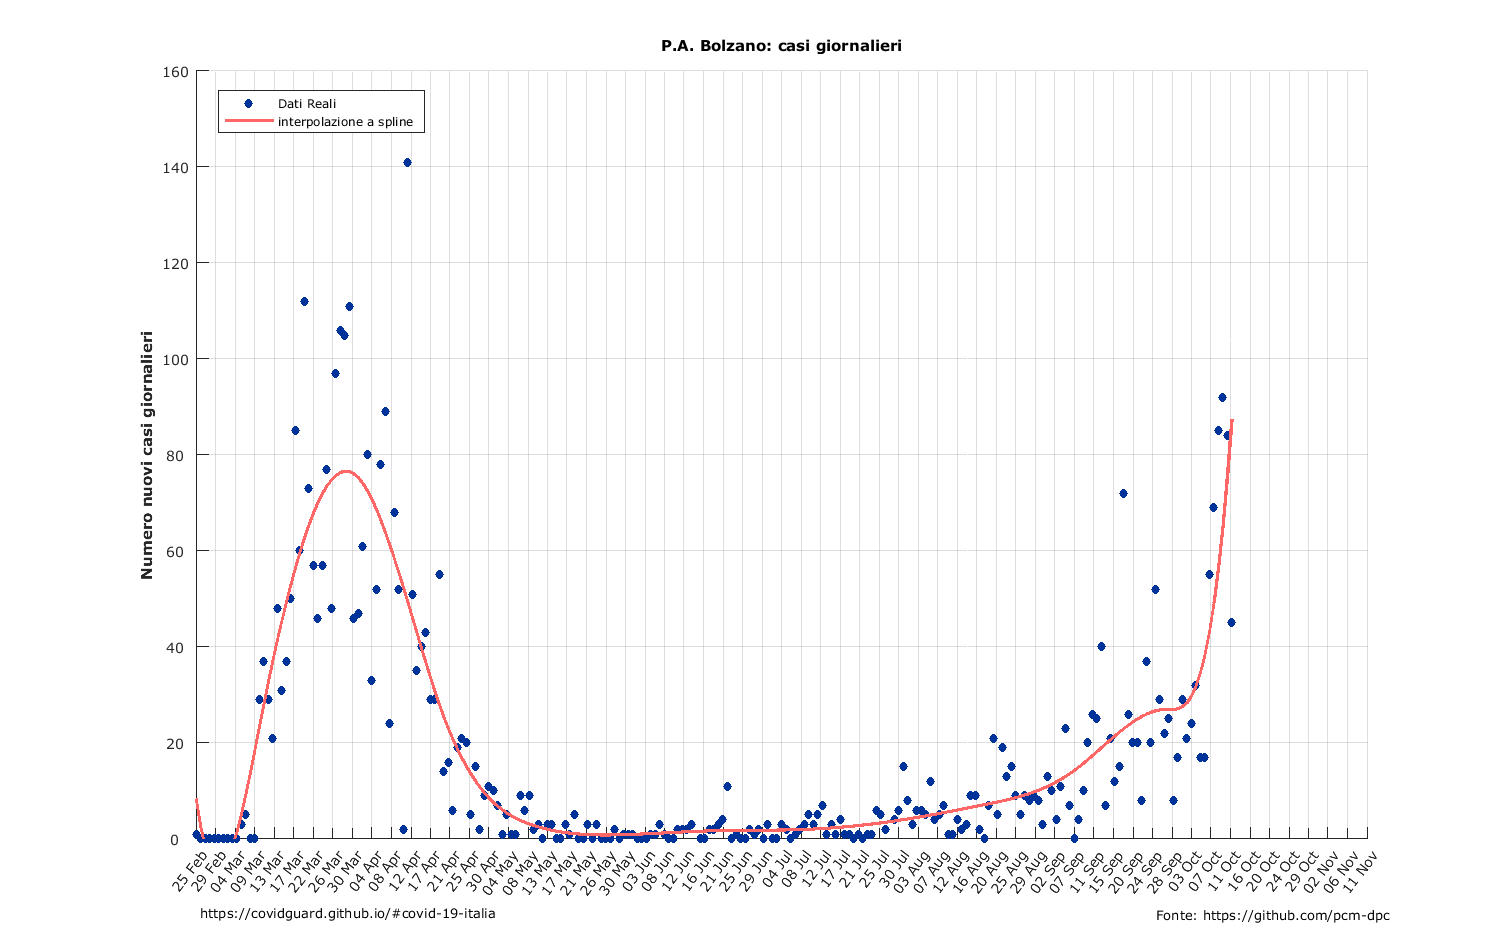 P.A. Bolzano: casi giornalieri
160
140
120
100
80
60
40
20
0
Numero nuovi casi giornalieri
Dati Reali
interpolazione a spline
25 Feb
29 Feb
04 Mar
09 Mar
13 Mar
17 Mar
22 Mar
26 Mar
30 Mar
04 Apr
08 Apr
12 Apr
17 Apr
21 Apr
25 Apr
30 Apr
04 May
08 May
13 May
17 May
21 May
26 May
30 May
03 Jun
08 Jun
12 Jun
16 Jun
21 Jun
25 Jun
29 Jun
04 Jul
08 Jul
12 Jul
17 Jul
21 Jul
25 Jul
30 Jul
03 Aug
07 Aug
12 Aug
16 Aug
20 Aug
25 Aug
29 Aug
02 Sep
07 Sep
11 Sep
15 Sep
20 Sep
24 Sep
28 Sep
03 Oct
07 Oct
11 Oct
16 Oct
20 Oct
24 Oct
29 Oct
02 Nov
06 Nov
11 Nov
https://covidguard.github.io/#covid-19-italia
Fonte: https://github.com/pcm-dpc